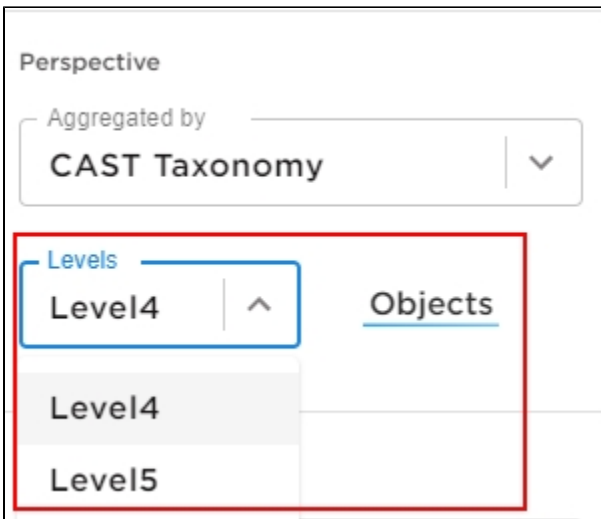 Perspective
Aggregated by
CAST Taxonomy
Levels
Level4
Objects
Level4
Level5